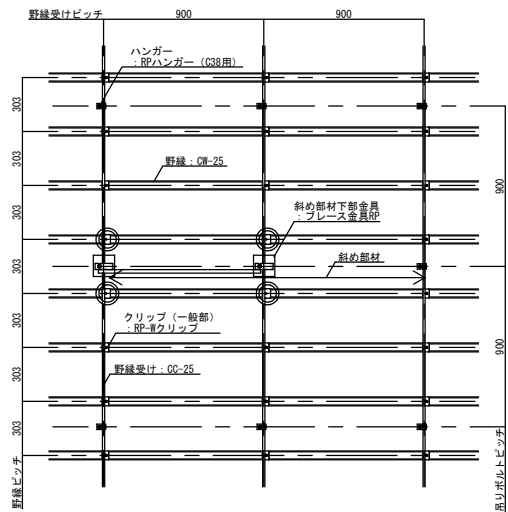 野縁受けピッチ
900
900
ハンガー
：RPハンガー（C38用）
303
303
野縁：CW-25
303
斜め部材下部金具
：ブレース金具RP
900
303
斜め部材
303
クリップ（一般部）
：RP-Wクリップ
303
野縁受け：CC-25
900
303
野縁ピッチ
吊りボルトピッチ